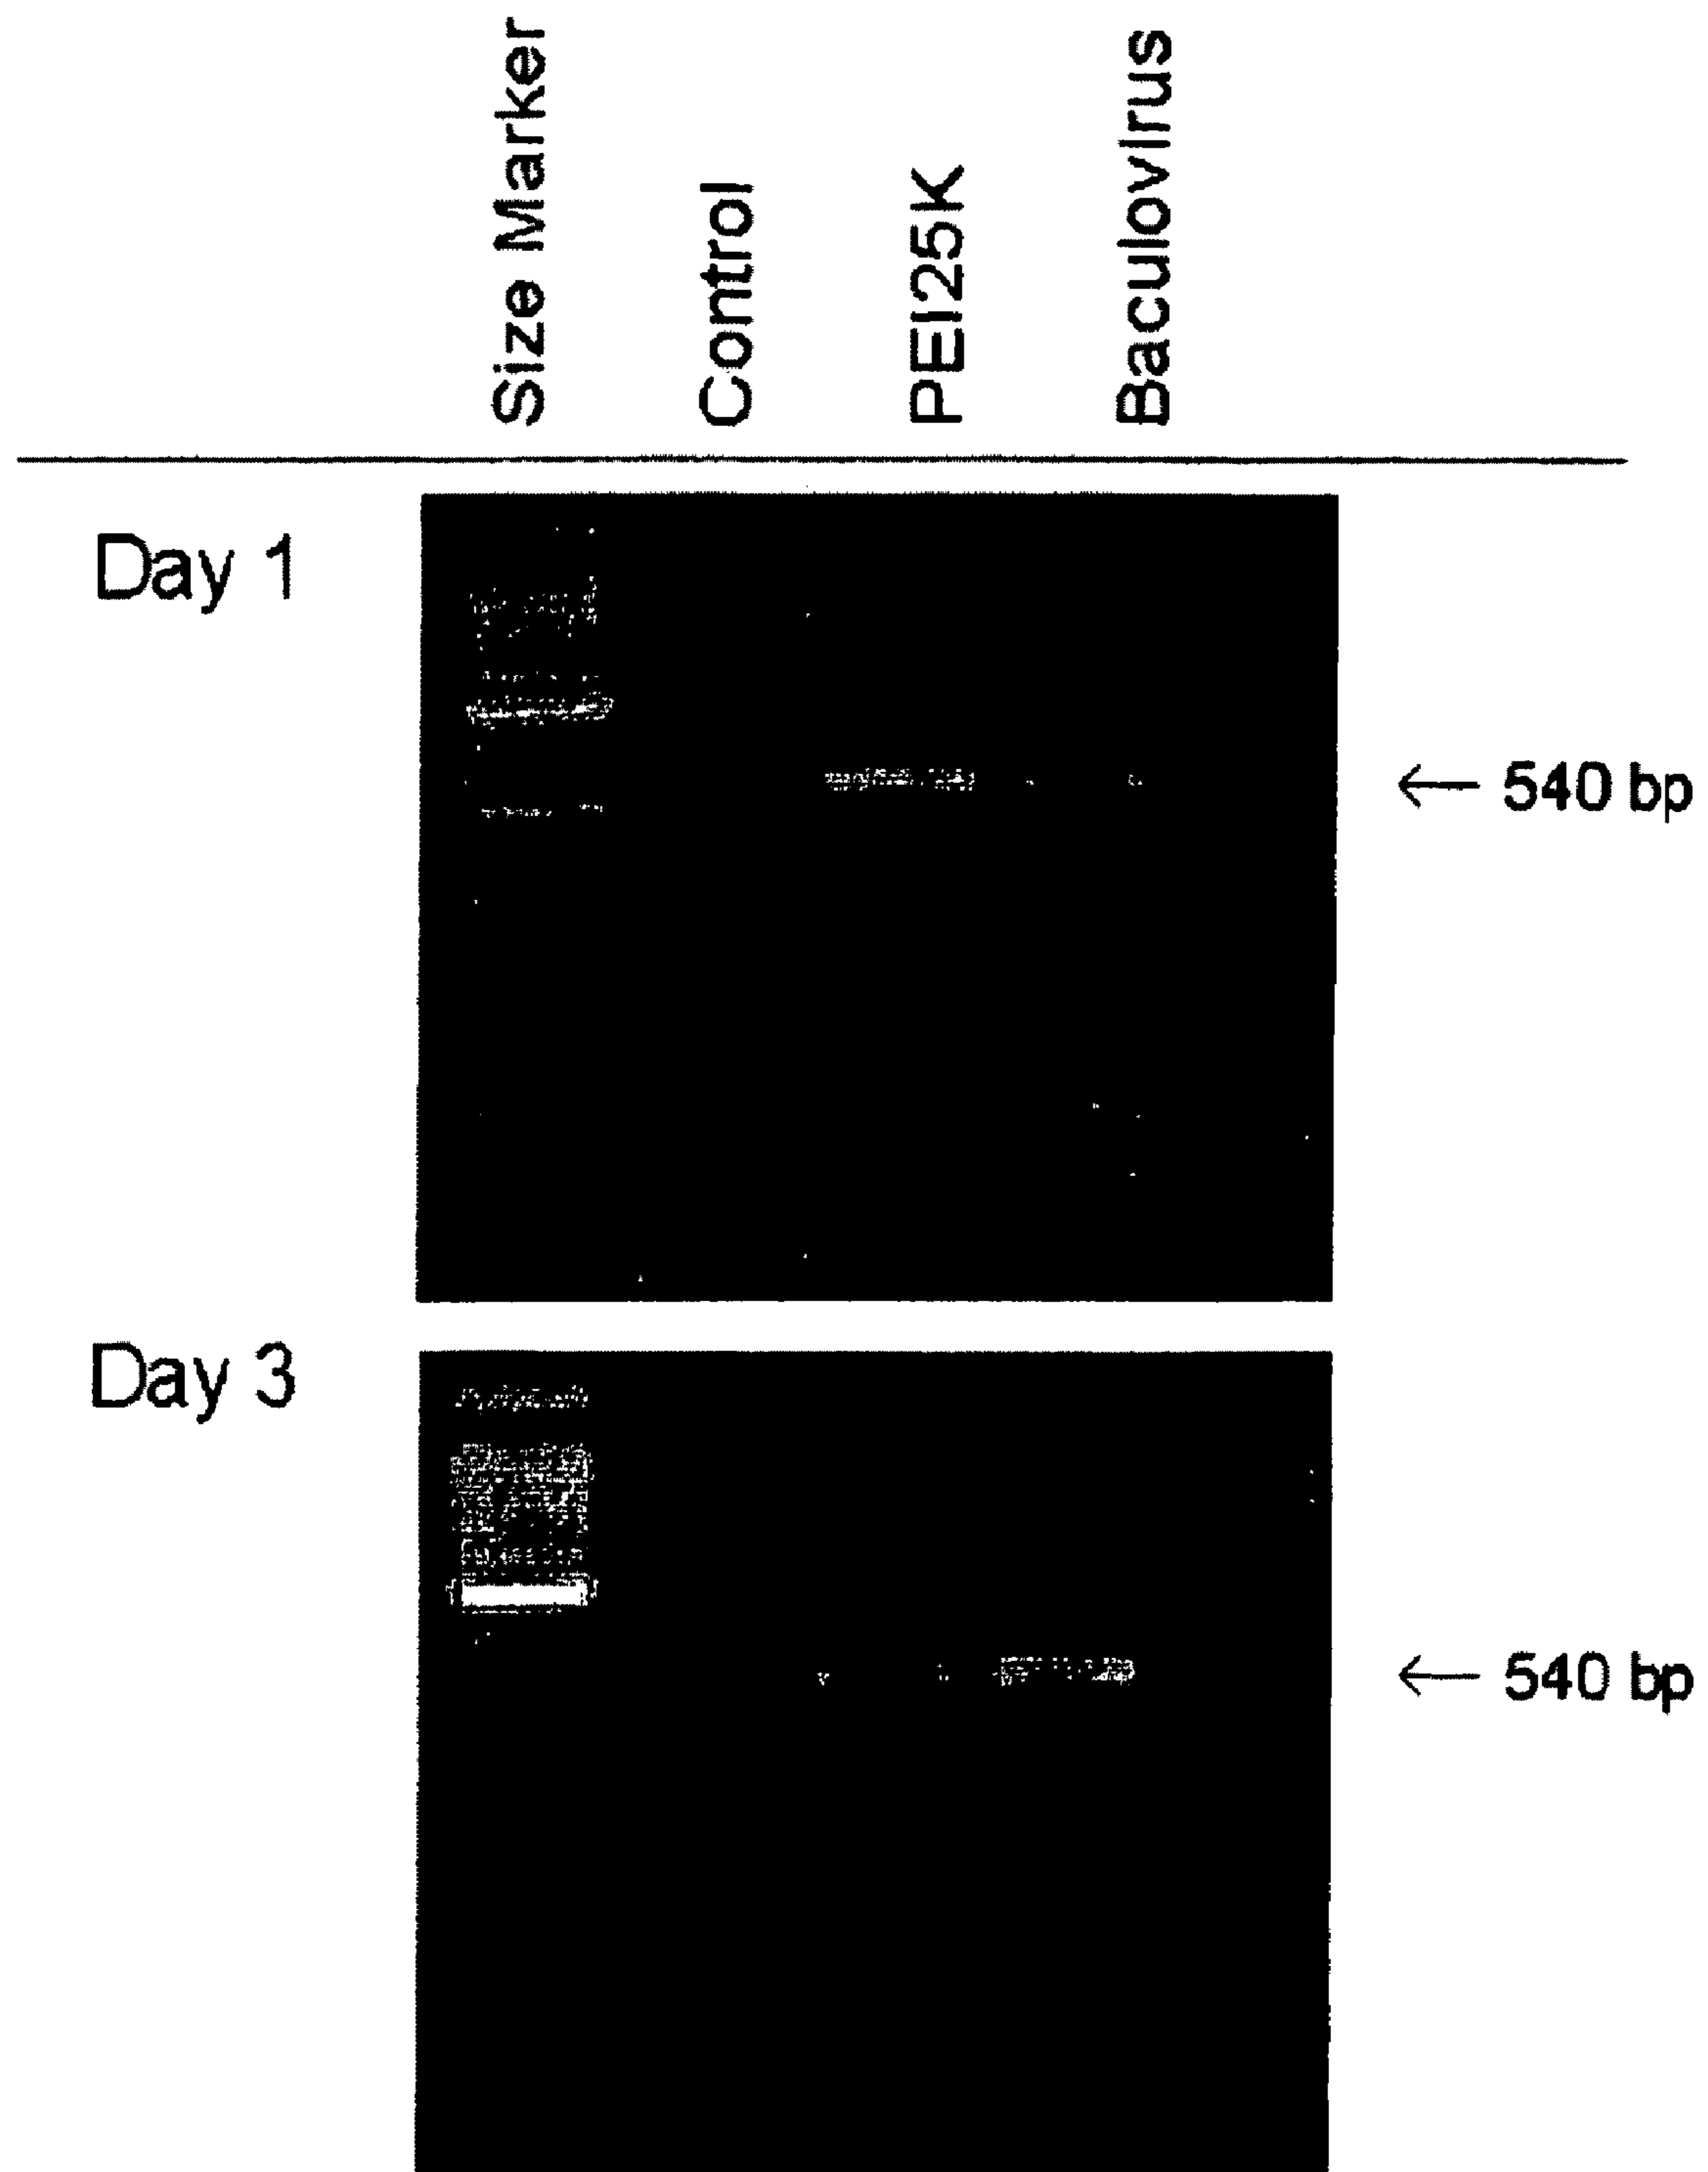 Size Marker
Control
PEI25K
Baculovirus
Day 1
← 540 bp
Day 3
← 540 bp